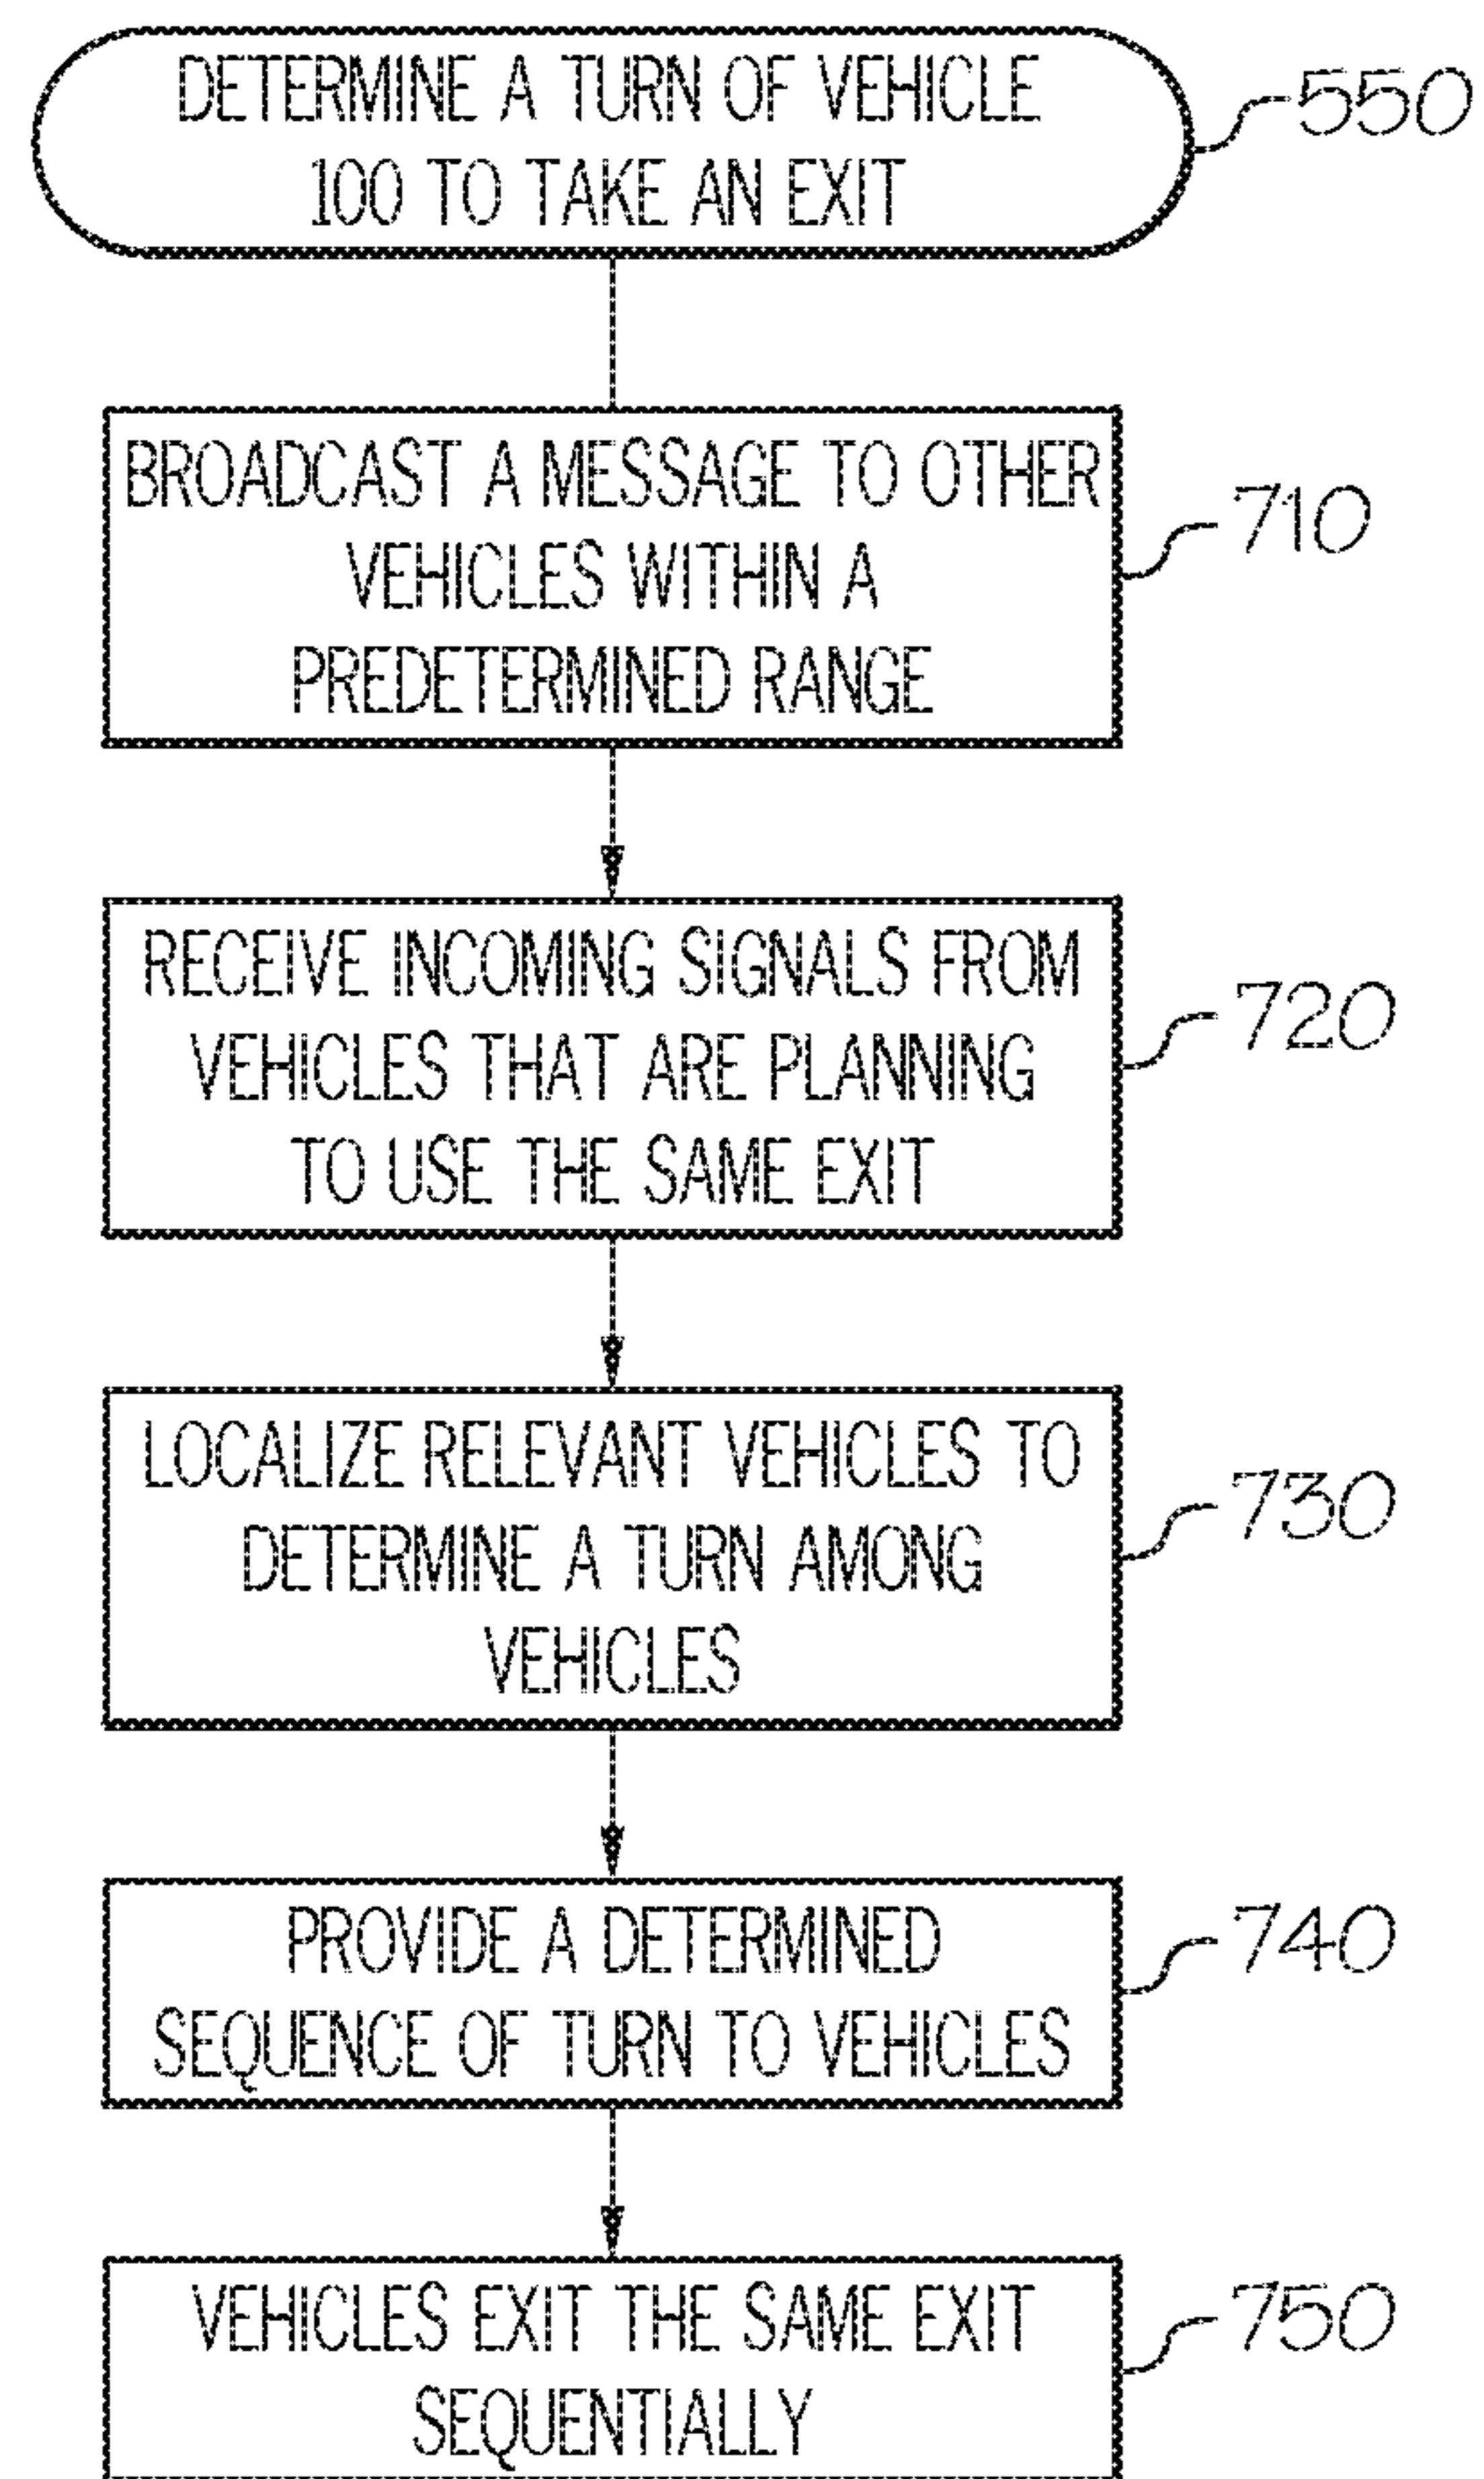 DETERMINE A TURN OF VEHICLE
100 TO TAKE AN EXIT
550
BROADCAST A MESSAGE TO OTHER
VEHICLES WITHIN A
PREDETERMINED RANGE
710
RECEIVE INCOMING SIGNALS FROM
VEHICLES THAT ARE PLANNING
TO USE THE SAME EXIT
720
LOCALIZE RELEVANT VEHICLES TO
DETERMINE A TURN AMONG
VEHICLES
730
PROVIDE A DETERMINED
SEQUENCE OF TURN TO VEHICLES
740
VEHICLES EXIT THE SAME EXIT
SEQUENTIALLY
750